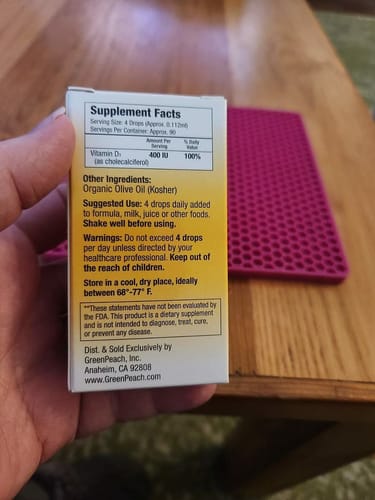 Supplement Facts
Serving Size: 4 Drops (Approx. 0.112ml)
Servings Per Container: Approx. 90
Amount Per Serving
% Daily Value
Vitamin D₃ 400 IU 100%
(as cholecalciferol)
Other Ingredients:
Organic Olive Oil (Kosher)
Suggested Use: 4 drops daily added
to formula, milk, juice or other foods.
Shake well before using.
Warnings: Do not exceed 4 drops
per day unless directed by your
healthcare professional. Keep out of
the reach of children.
Store in a cool, dry place, ideally
between 68°-77° F.
**These statements have not been evaluated by
the FDA. This product is a dietary supplement
and is not intended to diagnose, treat, cure,
or prevent any disease.
Dist. & Sold Exclusively by
GreenPeach, Inc.
Anaheim, CA 92808
www.GreenPeach.com